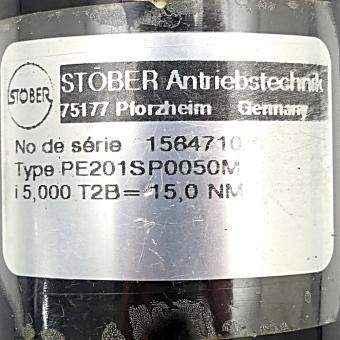 STÖBER
STÖBER Antriebstechnik
75177 Pforzheim Germany
No de série 1564710
Type PE201SP0050M
i 5,000 T2B = 15,0 NM